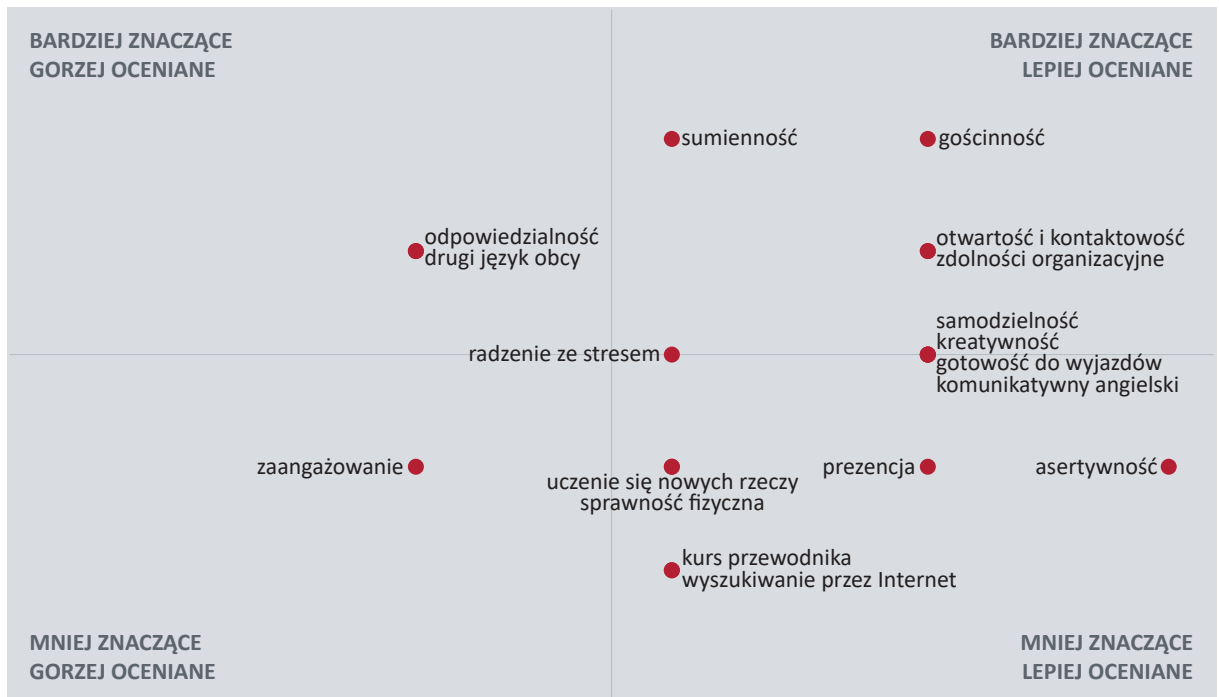 BARDZIEJ ZNACZĄCE
GORZEJ OCENIANE
BARDZIEJ ZNACZĄCE
LEPIEJ OCENIANE
sumienność
gościnność
odpowiedzialność
drugi język obcy
otwartość i kontaktowość
zdolności organizacyjne
radzenie ze stresem
samodzielność
kreatywność
gotowość do wyjazdów
komunikatywny angielski
zaangażowanie
uczenie się nowych rzeczy
sprawność fizyczna
prezencja
asertywność
kurs przewodnika
wyszukiwanie przez Internet
MNIEJ ZNACZĄCE
GORZEJ OCENIANE
MNIEJ ZNACZĄCE
LEPIEJ OCENIANE